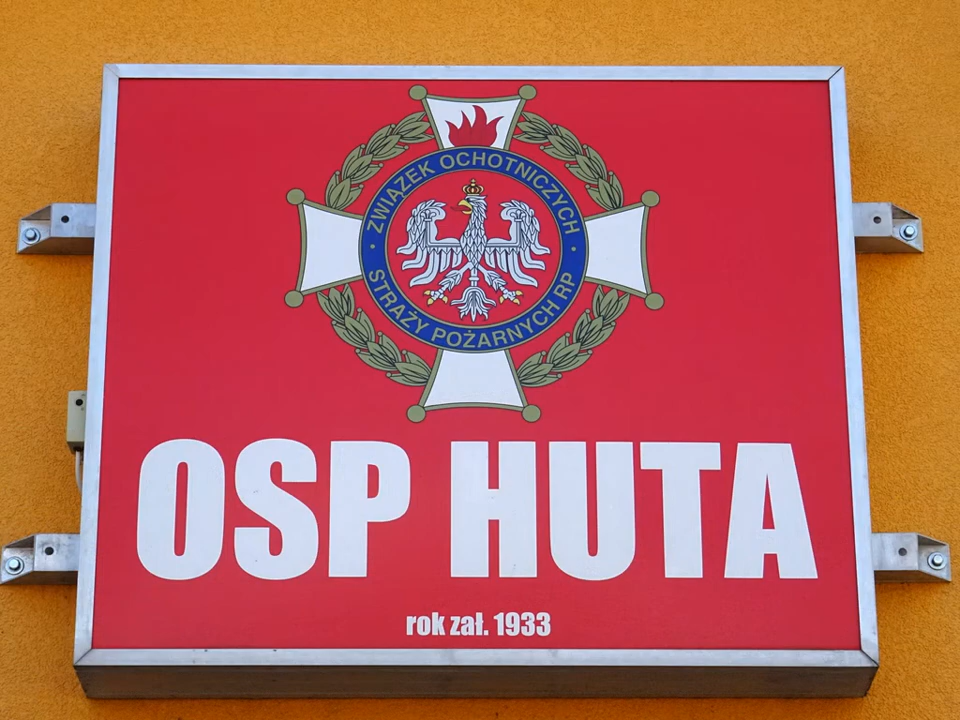 ZWIĄZEK OCHOTNICZYCH
STRAŻY POŻARNYCH RP
OSP HUTA
rok zał. 1933